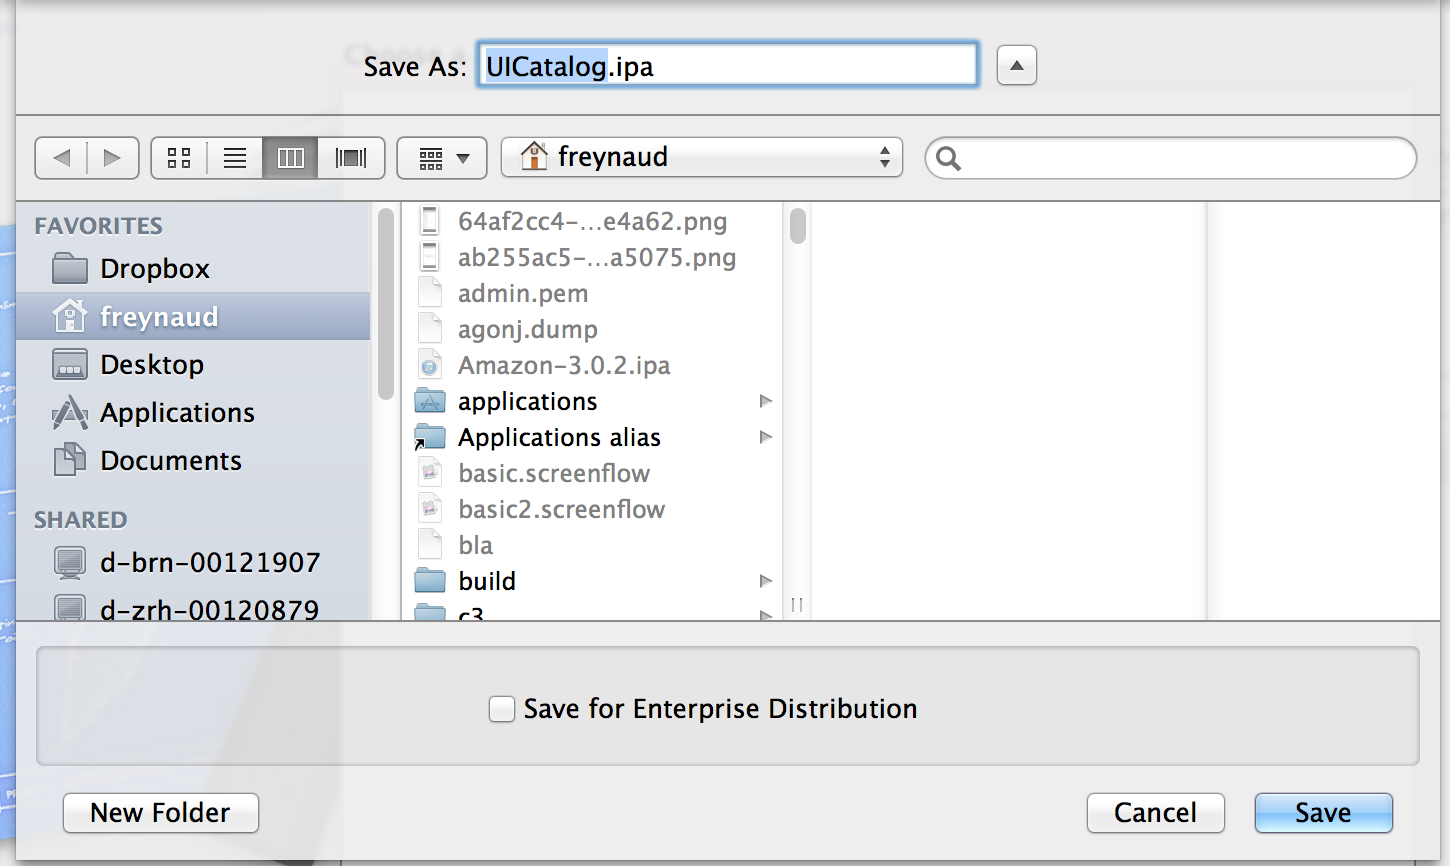 Save As: UICatalog.ipa
freynaud
FAVORITES
Dropbox
freynaud
Desktop
Applications
Documents
SHARED
d-brn-00121907
d-zrh-00120879
64af2cc4-...e4a62.png
ab255ac5-...a5075.png
admin.pem
agonj.dump
Amazon-3.0.2.ipa
applications
Applications alias
basic.screenflow
basic2.screenflow
bla
build
c3
Save for Enterprise Distribution
New Folder
Cancel
Save